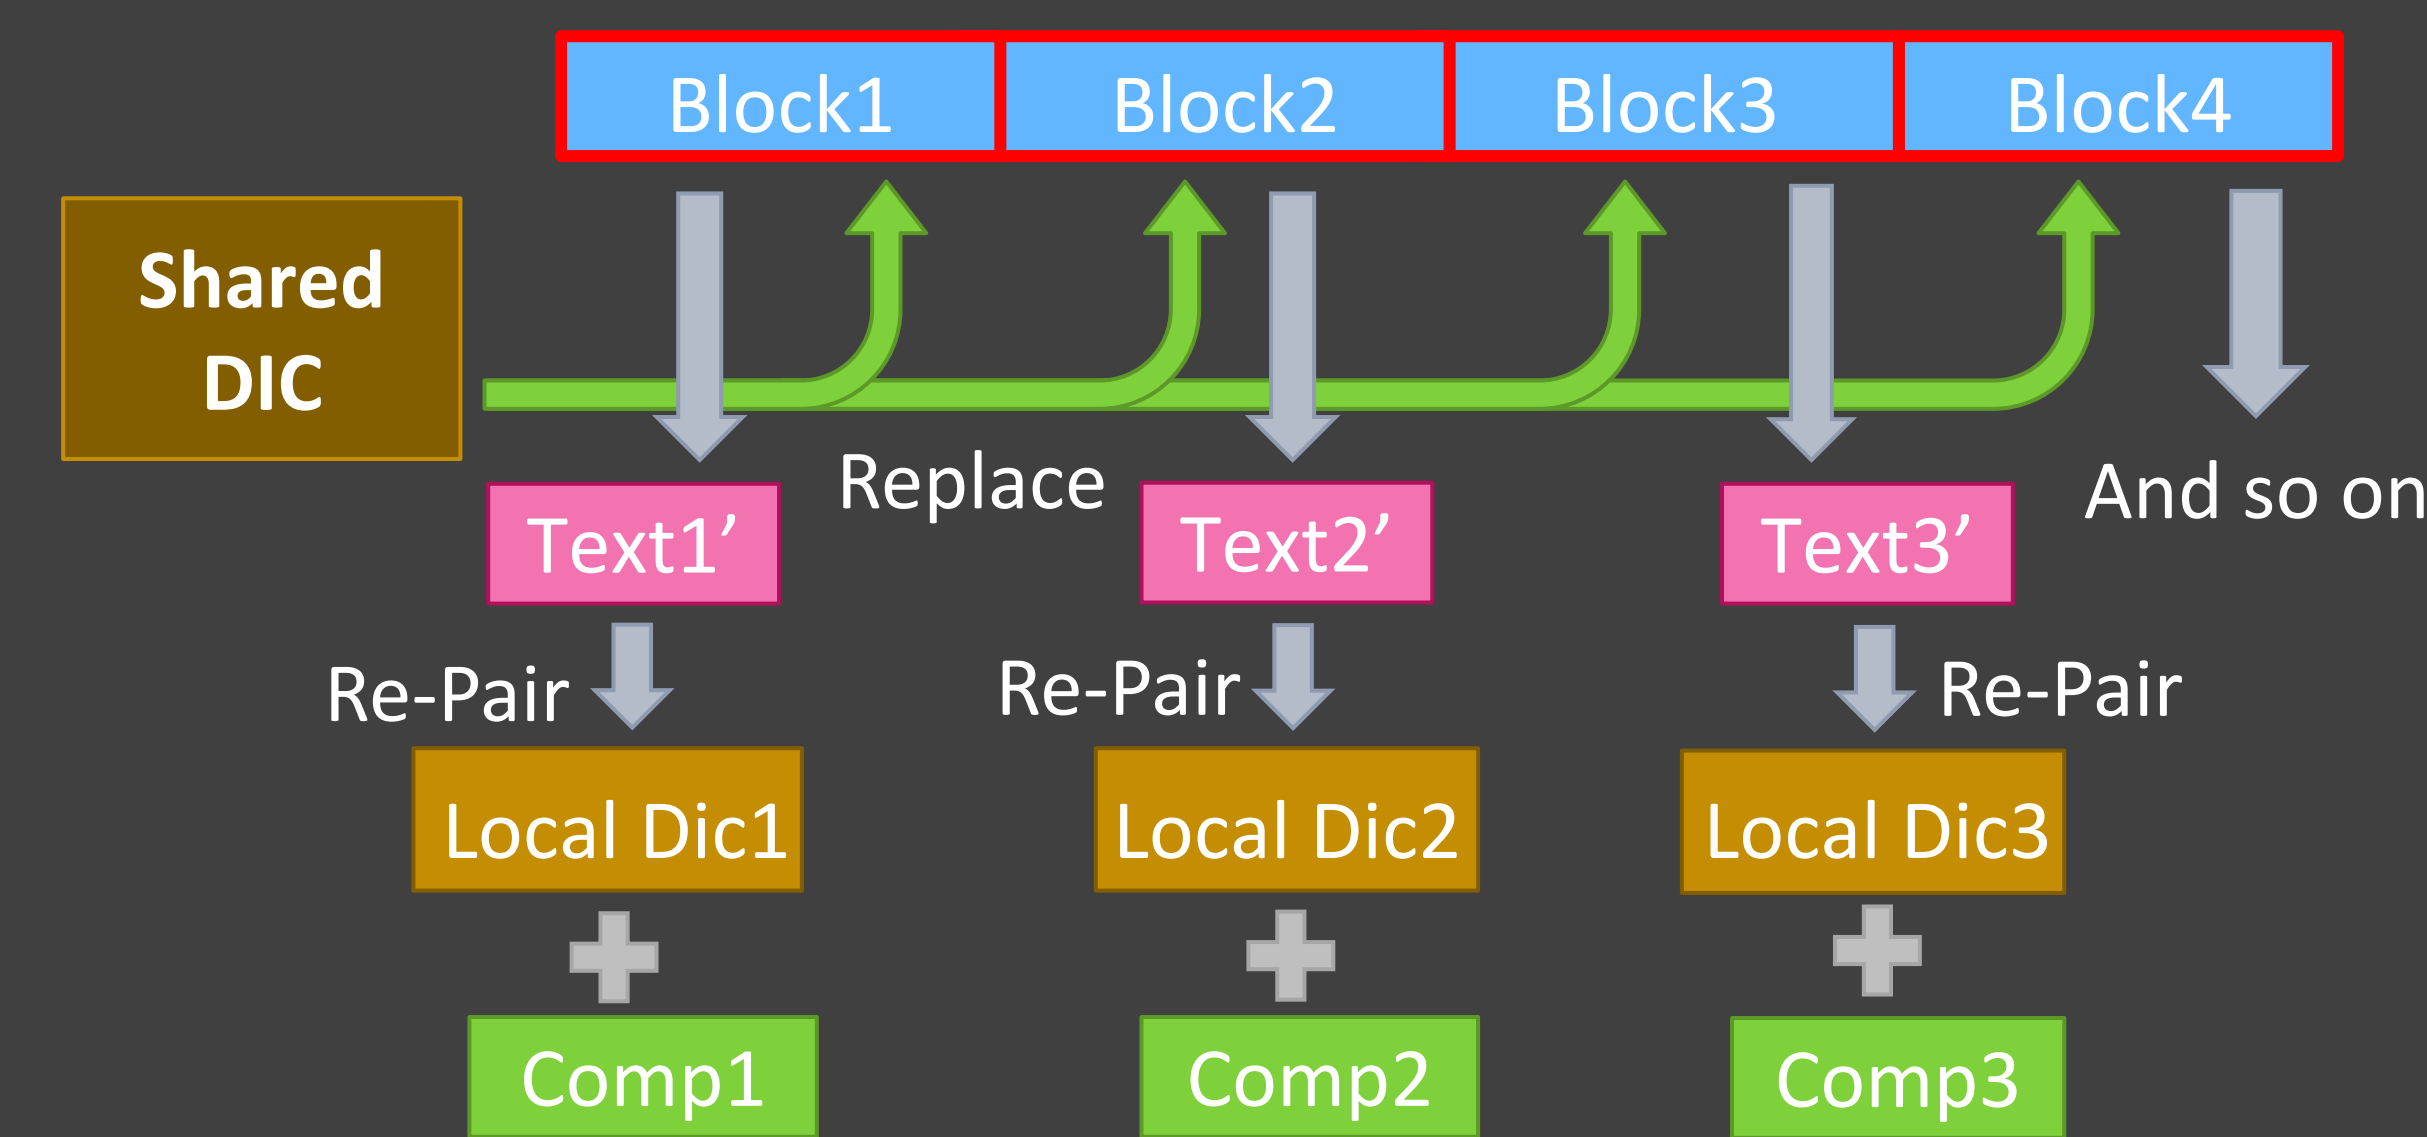 Block1
Block2
Block3
Block4
Shared
DIC
Replace
And so on
Text1’
Text2’
Text3’
Re-Pair
Re-Pair
Re-Pair
Local Dic1
Local Dic2
Local Dic3
Comp1
Comp2
Comp3